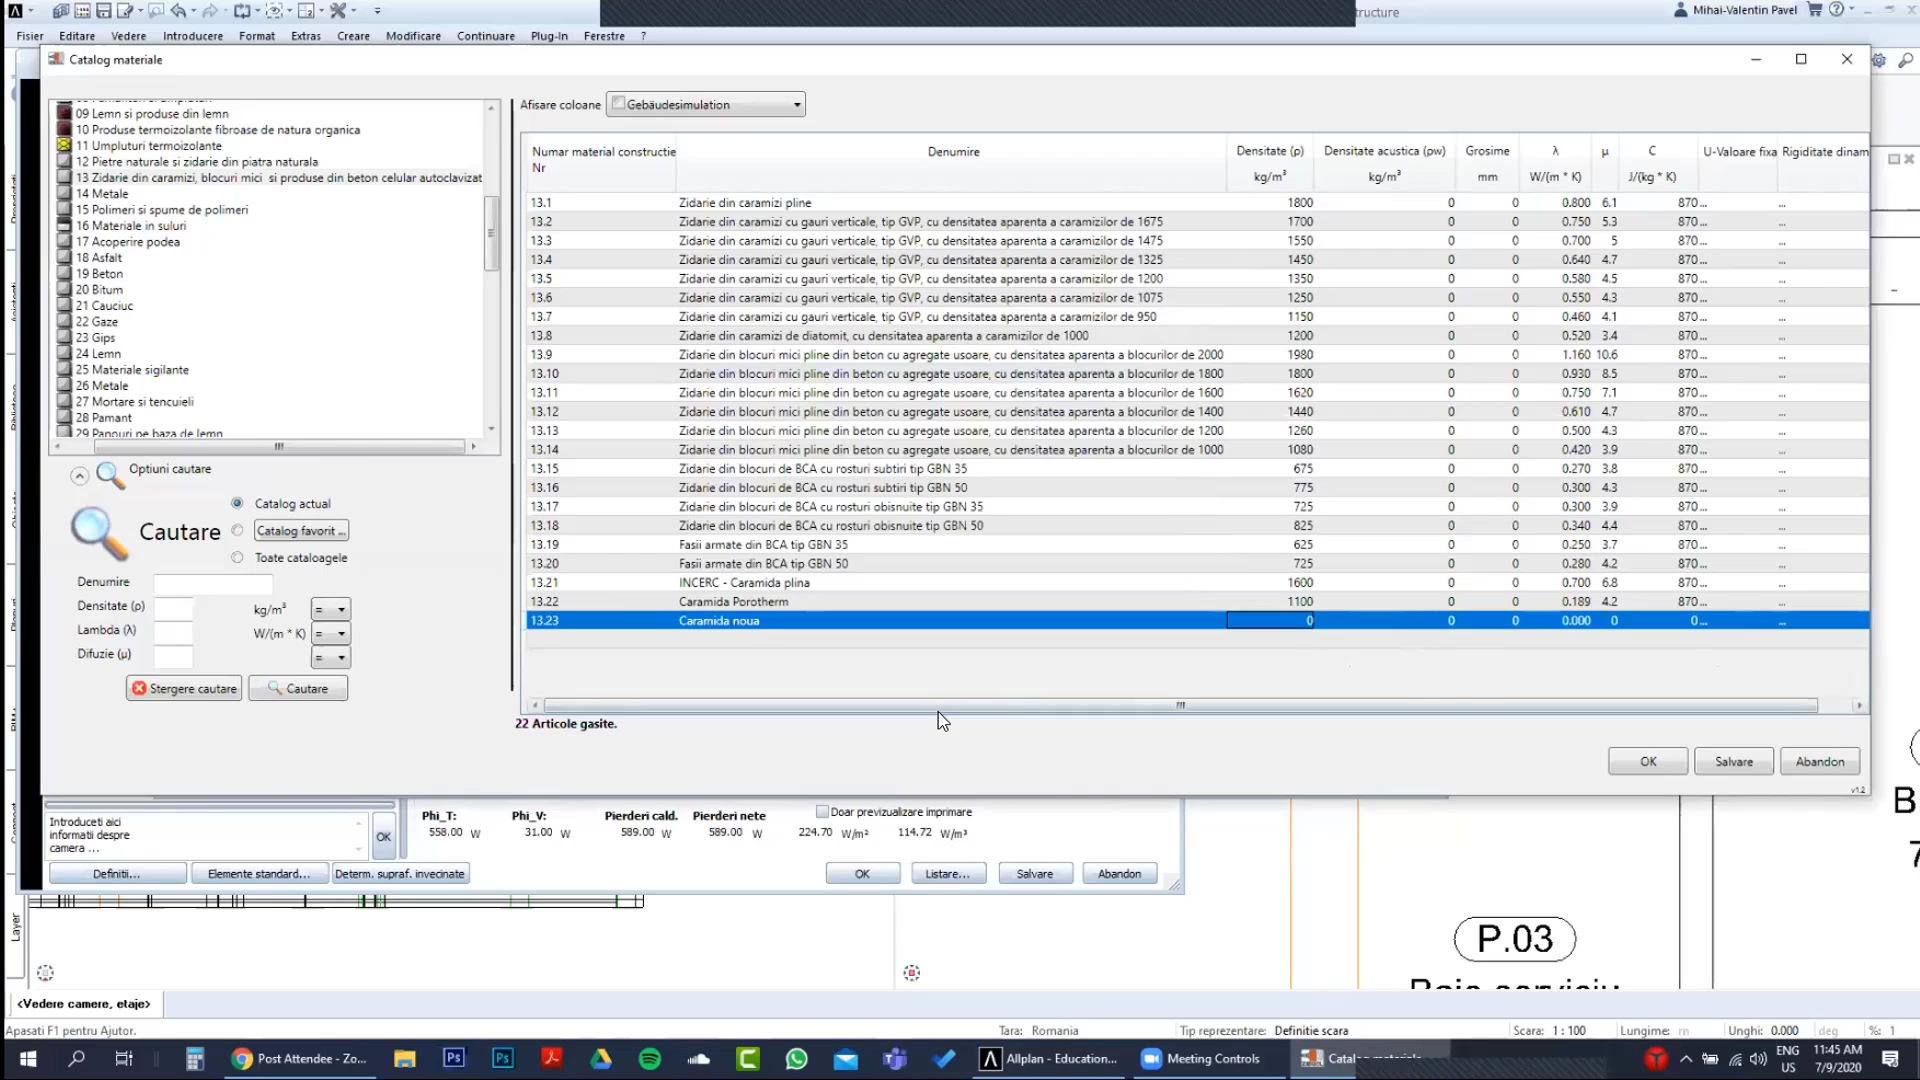 ructure
Mihai-Valentin Pavel
Fisier Editare Vedere Introducere Format Extras Creare Modificare Continuare Plug-In Ferestre ?
Catalog materiale
09 Lemn si produse din lemn
10 Produse termoizolante fibroase de natura organica
11 Umpluturi termoizolante
12 Pietre naturale si zidarie din piatra naturala
13 Zidarie din caramizi, blocuri mici si produse din beton celular autoclavizat
14 Metale
15 Polimeri si spume de polimeri
16 Materiale in suluri
17 Acoperire podea
18 Asfalt
19 Beton
20 Bitum
21 Cauciuc
22 Gaze
23 Gips
24 Lemn
25 Materiale sigilante
26 Metale
27 Mortare si tencuieli
28 Pamant
29 Panouri pe baza de lemn
Optiuni cautare
Catalog actual
Cautare
Catalog favorit ...
Toate cataloagele
Denumire
Densitate (ρ) kg/m³ =
Lambda (λ) W/(m * K) =
Difuzie (μ) =
Stergere cautare
Cautare
Afisare coloane Gebäudesimulation
Numar material constructie Denumire Densitate (ρ) Densitate acustica (ρw) Grosime λ μ C U-Valoare fixa Rigiditate dinam
Nr kg/m³ kg/m³ mm W/(m * K) J/(kg * K)
13.1 Zidarie din caramizi pline 1800 0 0 0.800 6.1 870 ... ...
13.2 Zidarie din caramizi cu gauri verticale, tip GVP, cu densitatea aparenta a caramizilor de 1675 1700 0 0 0.750 5.3 870 ... ...
13.3 Zidarie din caramizi cu gauri verticale, tip GVP, cu densitatea aparenta a caramizilor de 1475 1550 0 0 0.700 5 870 ... ...
13.4 Zidarie din caramizi cu gauri verticale, tip GVP, cu densitatea aparenta a caramizilor de 1325 1450 0 0 0.640 4.7 870 ... ...
13.5 Zidarie din caramizi cu gauri verticale, tip GVP, cu densitatea aparenta a caramizilor de 1200 1350 0 0 0.580 4.5 870 ... ...
13.6 Zidarie din caramizi cu gauri verticale, tip GVP, cu densitatea aparenta a caramizilor de 1075 1250 0 0 0.550 4.3 870 ... ...
13.7 Zidarie din caramizi cu gauri verticale, tip GVP, cu densitatea aparenta a caramizilor de 950 1150 0 0 0.460 4.1 870 ... ...
13.8 Zidarie din caramizi de diatomit, cu densitatea aparenta a caramizilor de 1000 1200 0 0 0.520 3.4 870 ... ...
13.9 Zidarie din blocuri mici pline din beton cu agregate usoare, cu densitatea aparenta a blocurilor de 2000 1980 0 0 1.160 10.6 870 ... ...
13.10 Zidarie din blocuri mici pline din beton cu agregate usoare, cu densitatea aparenta a blocurilor de 1800 1800 0 0 0.930 8.5 870 ... ...
13.11 Zidarie din blocuri mici pline din beton cu agregate usoare, cu densitatea aparenta a blocurilor de 1600 1620 0 0 0.750 7.1 870 ... ...
13.12 Zidarie din blocuri mici pline din beton cu agregate usoare, cu densitatea aparenta a blocurilor de 1400 1440 0 0 0.610 4.7 870 ... ...
13.13 Zidarie din blocuri mici pline din beton cu agregate usoare, cu densitatea aparenta a blocurilor de 1200 1260 0 0 0.500 4.3 870 ... ...
13.14 Zidarie din blocuri mici pline din beton cu agregate usoare, cu densitatea aparenta a blocurilor de 1000 1080 0 0 0.420 3.9 870 ... ...
13.15 Zidarie din blocuri de BCA cu rosturi subtiri tip GBN 35 675 0 0 0.270 3.8 870 ... ...
13.16 Zidarie din blocuri de BCA cu rosturi subtiri tip GBN 50 775 0 0 0.300 4.3 870 ... ...
13.17 Zidarie din blocuri de BCA cu rosturi obisnuite tip GBN 35 725 0 0 0.300 3.9 870 ... ...
13.18 Zidarie din blocuri de BCA cu rosturi obisnuite tip GBN 50 825 0 0 0.340 4.4 870 ... ...
13.19 Fasii armate din BCA tip GBN 35 625 0 0 0.250 3.7 870 ... ...
13.20 Fasii armate din BCA tip GBN 50 725 0 0 0.280 4.2 870 ... ...
13.21 INCERC - Caramida plina 1600 0 0 0.700 6.8 870 ... ...
13.22 Caramida Porotherm 1100 0 0 0.189 4.2 870 ... ...
13.23 Caramida noua 0 0 0 0.000 0 0 ... ...
22 Articole gasite.
OK Salvare Abandon
v1.2
Introduceti aici
informatii despre
camera ...
OK
Phi_T: Phi_V: Pierderi cald. Pierderi nete
558.00 W 31.00 W 589.00 W 589.00 W 224.70 W/m² 114.72 W/m³
Doar previzualizare imprimare
Definitii... Elemente standard... Determ. supraf. invecinate OK Listare... Salvare Abandon
Layer
P.03
B
7
<Vedere camere, etaje>
Apasati F1 pentru Ajutor. Tara: Romania Tip reprezentare: Definitie scara Scara: 1 : 100 Lungime: m Unghi: 0.000 deg %: 1
Post Attendee - Zo... Allplan - Education... Meeting Controls
ENG
US
11:45 AM
7/9/2020